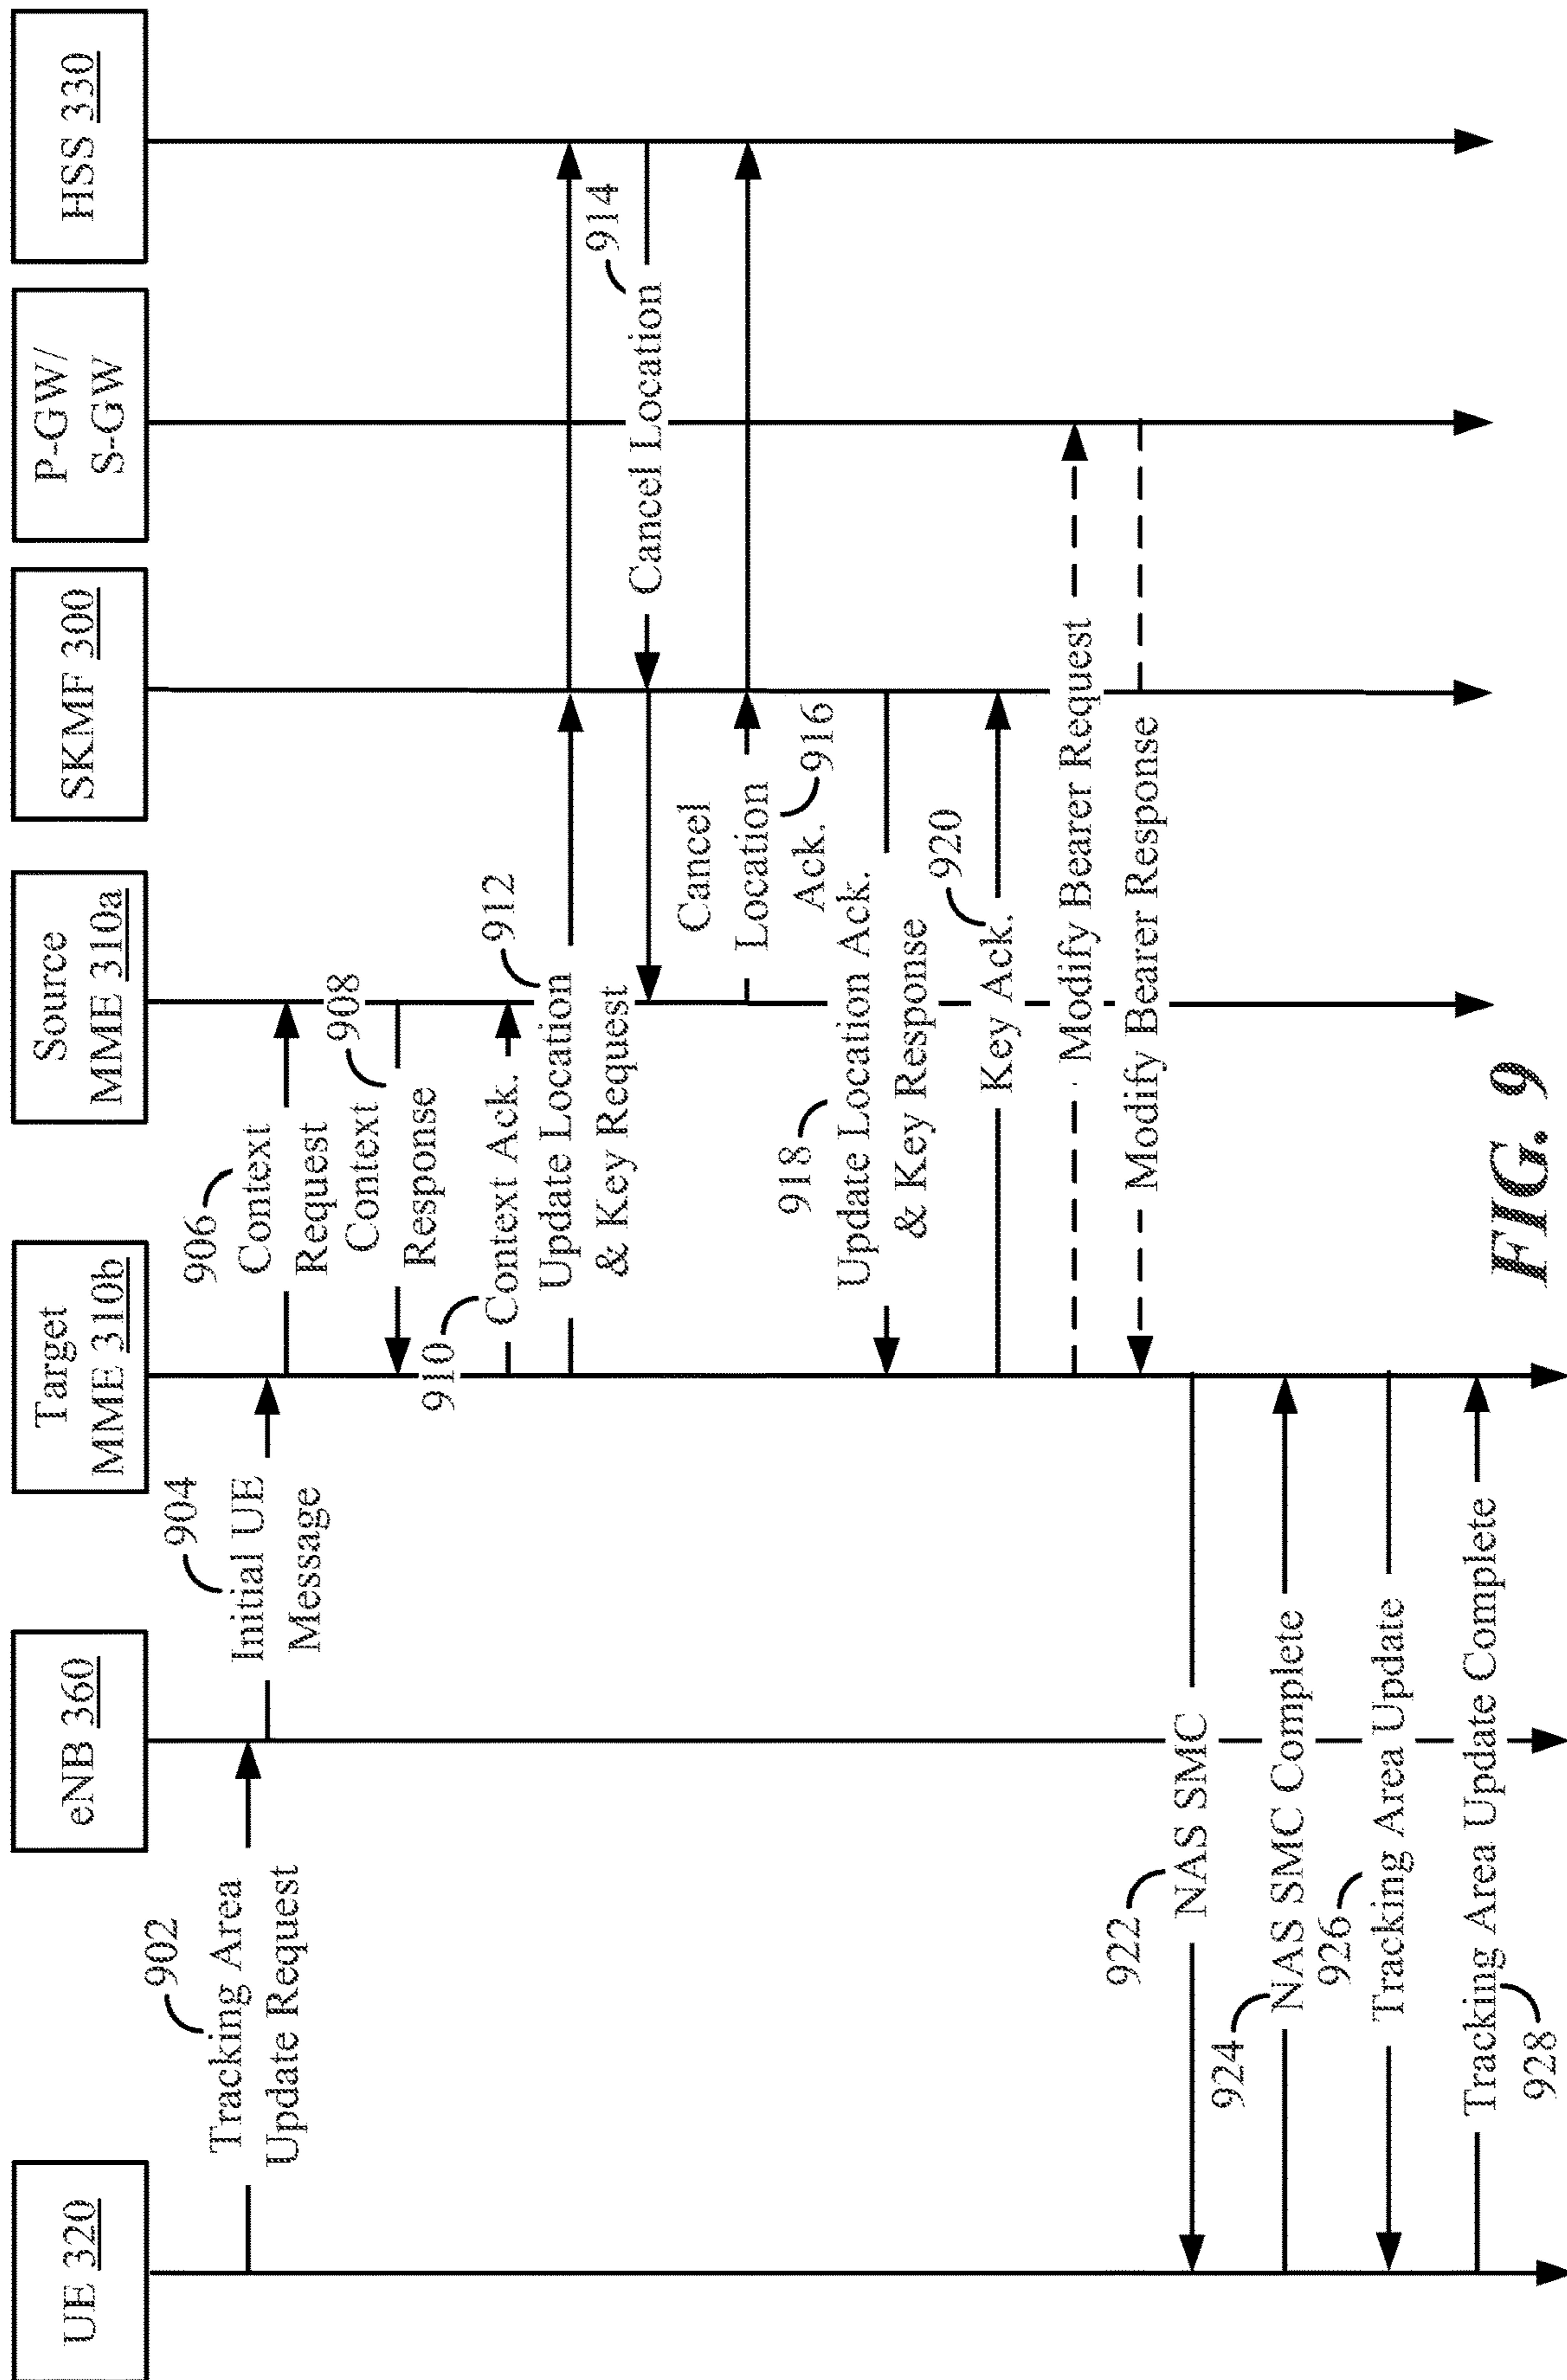 UE 320
eNB 360
Target
MME 310b
Source
MME 310a
SKMF 300
P-GW/
S-GW
HSS 330
902
Tracking Area
Update Request
904
Initial UE
Message
906
Context
Request
908
Context
Response
910
Context Ack.
912
Update Location
& Key Request
914
Cancel Location
Cancel
Location
Ack.
916
918
Update Location Ack.
& Key Response
920
Key Ack.
Modify Bearer Request
Modify Bearer Response
922
NAS SMC
924
NAS SMC Complete
926
Tracking Area Update
Tracking Area Update Complete
928
FIG. 9